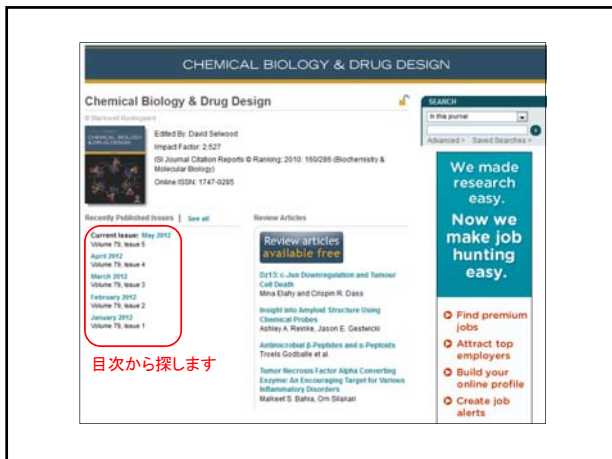 CHEMICAL BIOLOGY & DRUG DESIGN
Chemical Biology & Drug Design
CHEMICAL BIOLOGY
& DRUG DESIGN
Edited By: David Selwood
Impact Factor: 2.527
ISI Journal Citation Reports © Ranking: 2010: 160/286 (Biochemistry &
Molecular Biology)
Online ISSN: 1747-0285
Recently Published Issues | See all
Current Issue: May 2012
Volume 79, Issue 5
April 2012
Volume 79, Issue 4
March 2012
Volume 79, Issue 3
February 2012
Volume 79, Issue 2
January 2012
Volume 79, Issue 1
目次から探します
Review Articles
Review articles
available free
Dz13: c-Jun Downregulation and Tumour
Cell Death
Mina Elahy and Crispin R. Dass
Insight into Amyloid Structure Using
Chemical Probes
Ashley A. Reinke, Jason E. Gestwicki
Antimicrobial β-Peptides and α-Peptoids
Troels Godballe et al.
Tumor Necrosis Factor Alpha Converting
Enzyme: An Encouraging Target for Various
Inflammatory Disorders
Malkeet S. Bahia, Om Silakari
SEARCH
In this journal
Advanced > Saved Searches >
We made
research
easy.
Now we
make job
hunting
easy.
Find premium
jobs
Attract top
employers
Build your
online profile
Create job
alerts